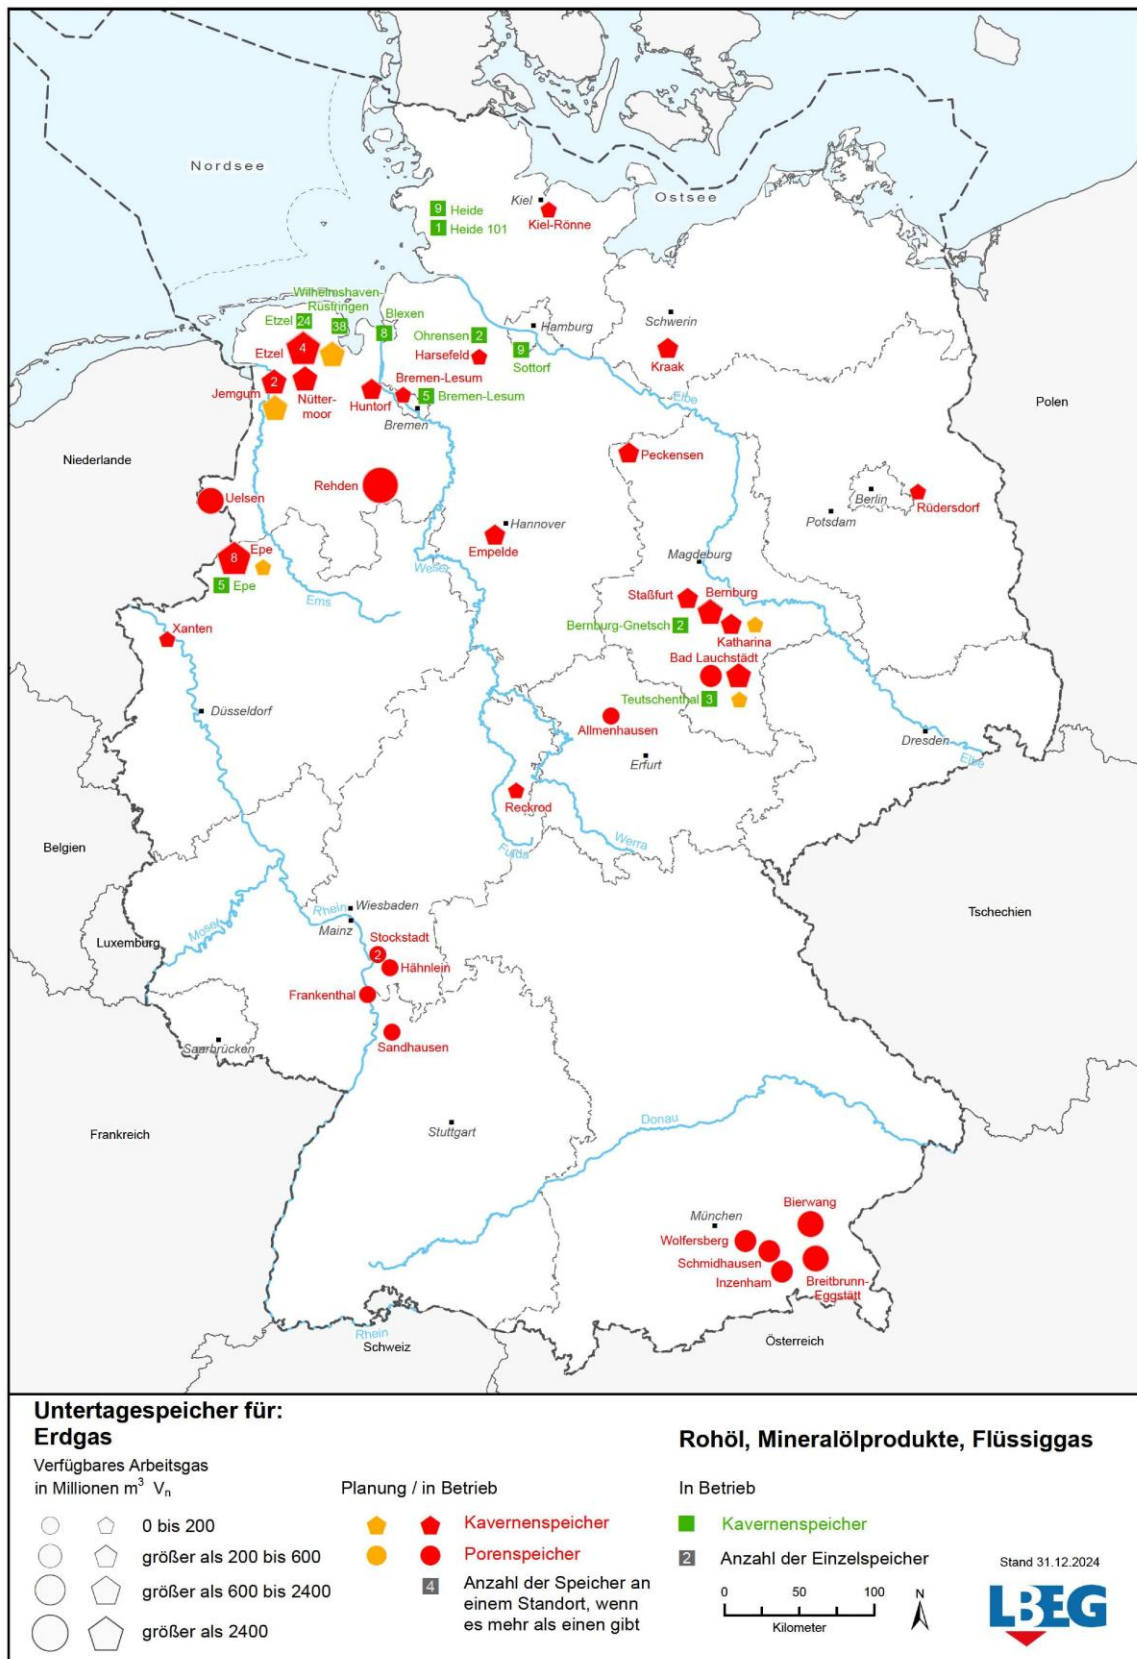 Nordsee
Ostsee
Kiel
Kiel-Rönne
9 Heide
1 Heide 101
Wilhelmshaven-
Rüstringen
Etzel 24
38
Blexen
8
Ohrensen 2
Hamburg
Schwerin
Etzel
4
Harsefeld
9
Sottorf
Kraak
Jemgum
2
Nütter-
moor
Huntorf
Bremen-Lesum
5 Bremen-Lesum
Bremen
Elbe
Polen
Niederlande
Peckensen
Rehden
Berlin
Rüdersdorf
Uelsen
Potsdam
Hannover
Empelde
Magdeburg
Epe
8
5 Epe
Weser
Ems
Staßfurt
Bernburg
Bernburg-Gnetsch 2
Katharina
Xanten
Bad Lauchstädt
Teutschenthal 3
Düsseldorf
Allmenhausen
Dresden
Elbe
Erfurt
Reckrod
Werra
Fulda
Belgien
Tschechien
Rhein
Wiesbaden
Mainz
Mosel
Luxemburg
Stockstadt
2
Hähnlein
Frankenthal
Sandhausen
Saarbrücken
Frankreich
Stuttgart
Donau
Bierwang
München
Wolfersberg
Schmidhausen
Inzenham
Breitbrunn-
Eggstätt
Rhein
Schweiz
Österreich
Untertagespeicher für:
Erdgas
Verfügbares Arbeitsgas
in Millionen m³ Vₙ
0 bis 200
größer als 200 bis 600
größer als 600 bis 2400
größer als 2400
Planung / in Betrieb
Kavernenspeicher
Porenspeicher
4 Anzahl der Speicher an
einem Standort, wenn
es mehr als einen gibt
Rohöl, Mineralölprodukte, Flüssiggas
In Betrieb
Kavernenspeicher
2 Anzahl der Einzelspeicher
0 50 100
Kilometer
N
Stand 31.12.2024
LBEG